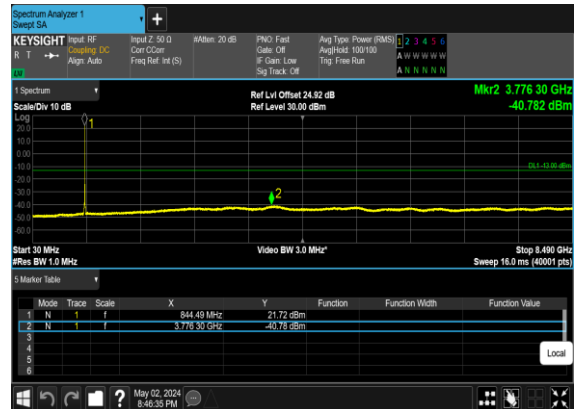 Spectrum Analyzer 1
Swept SA
KEYSIGHT
R T
LW
Input: RF
Coupling: DC
Align: Auto
Input Z: 50 Ω
Corr CCorr
Freq Ref: Int (S)
#Atten: 20 dB
PNO: Fast
Gate: Off
IF Gain: Low
Sig Track: Off
Avg Type: Power (RMS)
Avg|Hold: 100/100
Trig: Free Run
1 2 3 4 5 6
A W W W W W
A N N N N N
1 Spectrum
Scale/Div 10 dB
Ref Lvl Offset 24.92 dB
Ref Level 30.00 dBm
Mkr2 3.776 30 GHz
-40.782 dBm
Log
20.0
10.0
0.00
-10.0
-20.0
-30.0
-40.0
-50.0
-60.0
1
2
DL1 -13.00 dBm
Start 30 MHz
#Res BW 1.0 MHz
Video BW 3.0 MHz*
Stop 8.490 GHz
Sweep 16.0 ms (40001 pts)
5 Marker Table
Mode Trace Scale X Y Function Function Width Function Value
1 N 1 f 844.49 MHz 21.72 dBm
2 N 1 f 3.776 30 GHz -40.78 dBm
3
4
5
6
Local
?
May 02, 2024
8:46:35 PM